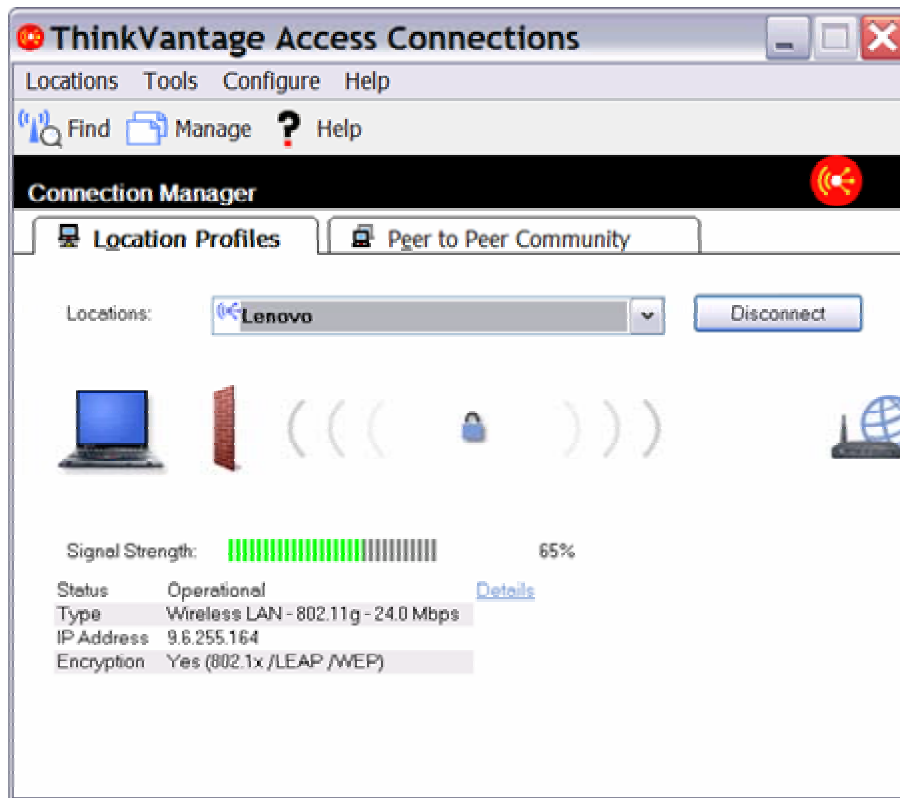 ThinkVantage Access Connections
Locations Tools Configure Help
Find Manage ? Help
Connection Manager
Location Profiles Peer to Peer Community
Locations: Lenovo Disconnect
Signal Strength: 65%
Status Operational Details
Type Wireless LAN - 802.11g - 24.0 Mbps
IP Address 9.6.255.164
Encryption Yes (802.1x /LEAP /WEP)